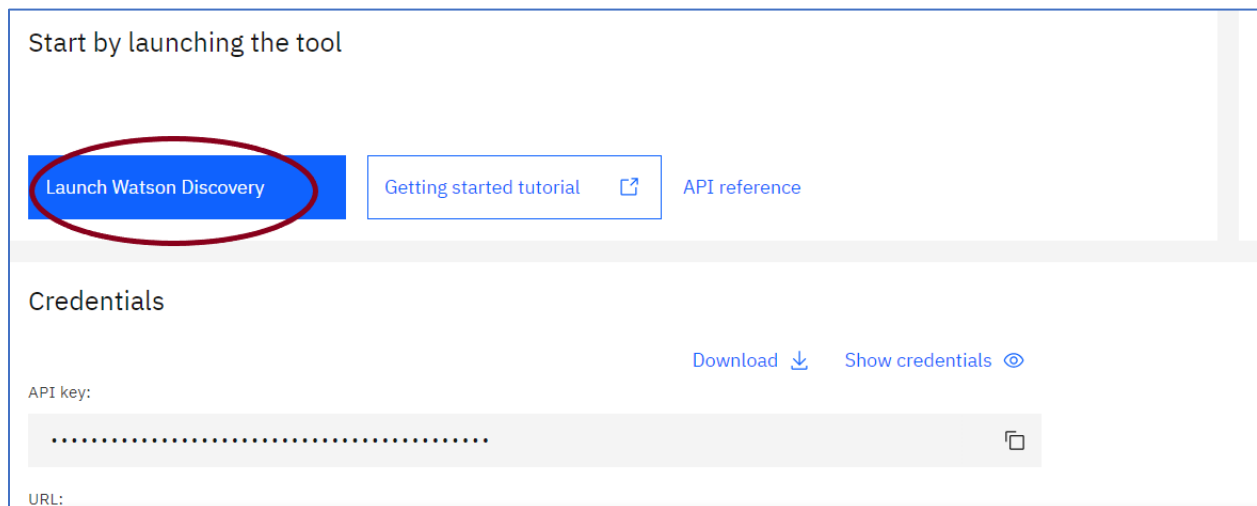 Start by launching the tool
Launch Watson Discovery
Getting started tutorial
API reference
Credentials
Download
Show credentials
API key:
............................................
URL: